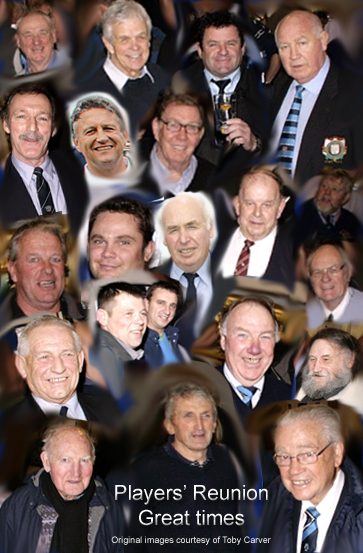 Players' Reunion
Great times
Original images courtesy of Toby Carver